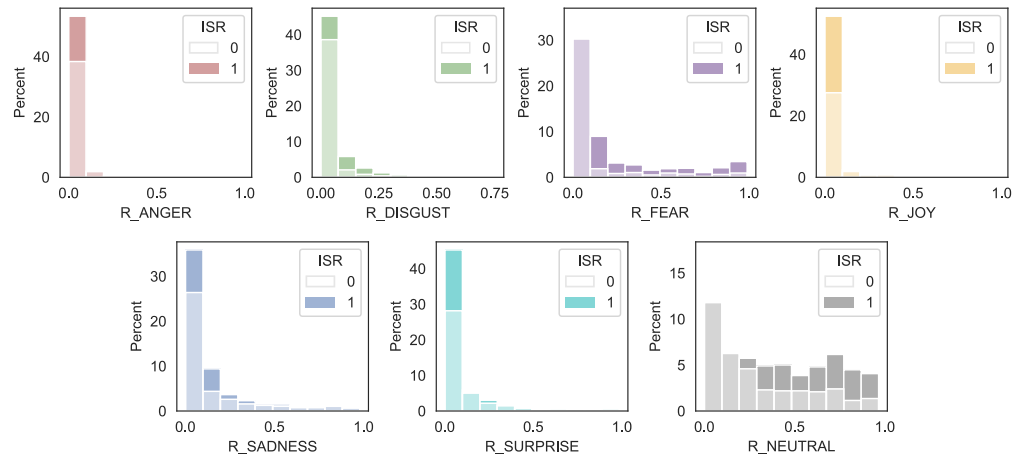 Percent
40
20
0
0.0 0.5 1.0
R_ANGER
ISR
0
1
Percent
40
30
20
10
0
0.00 0.25 0.50 0.75
R_DISGUST
ISR
0
1
Percent
30
20
10
0
0.0 0.5 1.0
R_FEAR
ISR
0
1
Percent
40
20
0
0.0 0.5 1.0
R_JOY
ISR
0
1
Percent
30
20
10
0
0.0 0.5 1.0
R_SADNESS
ISR
0
1
Percent
40
30
20
10
0
0.0 0.5 1.0
R_SURPRISE
ISR
0
1
Percent
15
10
5
0
0.0 0.5 1.0
R_NEUTRAL
ISR
0
1